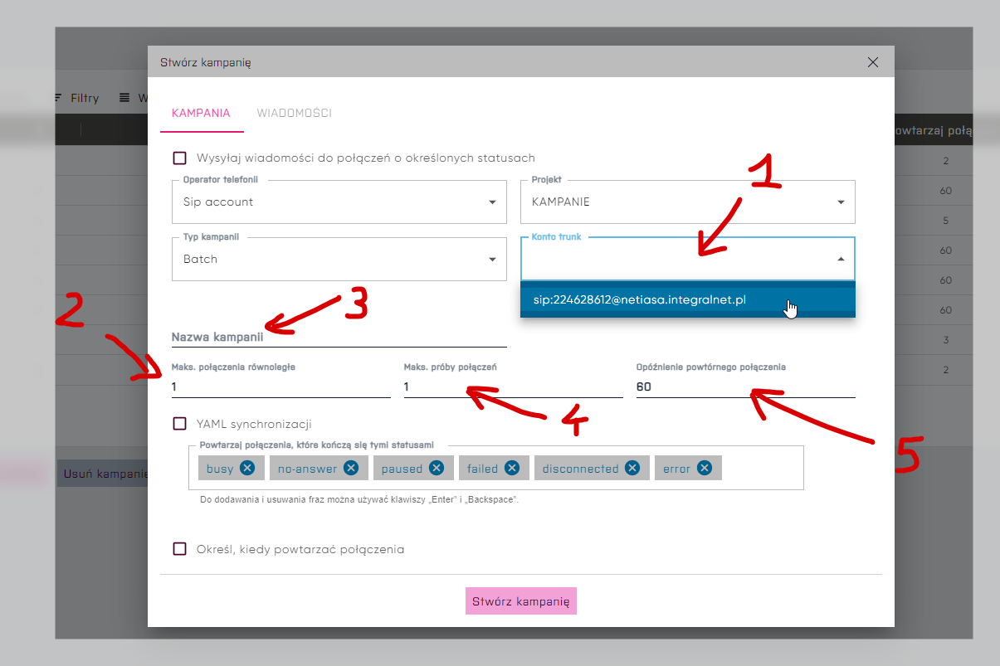 Stwórz kampanię
Filtry W
KAMPANIA WIADOMOŚCI
owtarzaj połą
Wysyłaj wiadomości do połączeń o określonych statusach
2
1
Operator telefonii Projekt
Sip account KAMPANIE
60
5
Typ kampanii Konto trunk
Batch
60
60
sip:224628612@netiasa.integralnet.pl
60
2
3
Nazwa kampanii
3
Maks. połączenia równoległe Maks. próby połączeń Opóźnienie powtórnego połączenia
2
1 1 60
4
YAML synchronizacji
5
Powtarzaj połączenia, które kończą się tymi statusami
busy no-answer paused failed disconnected error
Usuń kampanie
Do dodawania i usuwania fraz można używać klawiszy „Enter” i „Backspace”.
Określ, kiedy powtarzać połączenia
Stwórz kampanię